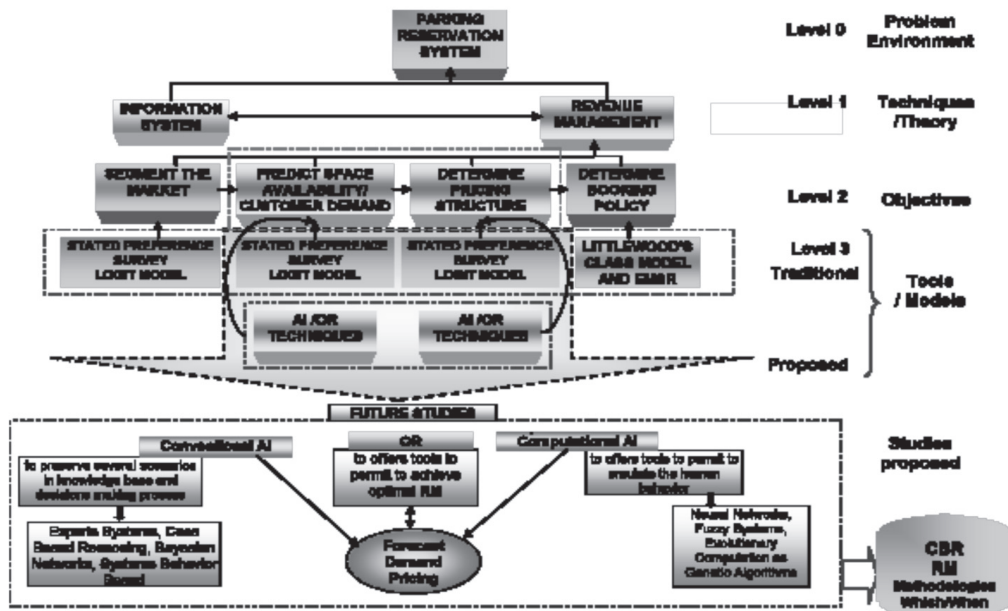 PARKING
RESERVATION
SYSTEM
Level 0
Problem
Environment
INFORMATION
SYSTEM
REVENUE
MANAGEMENT
Level 1
Techniques
/Theory
SEGMENT THE
MARKET
PREDICT SPACE
AVAILABILITY/
CUSTOMER DEMAND
DETERMINE
PRICING
STRUCTURE
DETERMINE
BOOKING
POLICY
Level 2
Objectives
STATED PREFERENCE
SURVEY
LOGIT MODEL
STATED PREFERENCE
SURVEY
LOGIT MODEL
STATED PREFERENCE
SURVEY
LOGIT MODEL
LITTLEWOOD'S
CLASS MODEL
AND EMSR
Level 3
Traditional
Tools
/ Models
AI /OR
TECHNIQUES
AI /OR
TECHNIQUES
Proposed
FUTURE STUDIES
Conventional AI
OR
Computational AI
Studies
proposed
to preserve several scenarios
in knowledge base and
decisions making process
to offers tools to
permit to achieve
optimal RM
to offers tools to permit to
emulate the human
behavior
Experts Systems, Case
Based Reasoning, Bayesian
Networks, Systems Behavior
Based
Forecast
Demand
Pricing
Neural Networks,
Fuzzy Systems,
Evolutionary
Computation as
Genetic Algorithms
CBR
RM
Methodologies
Which/When